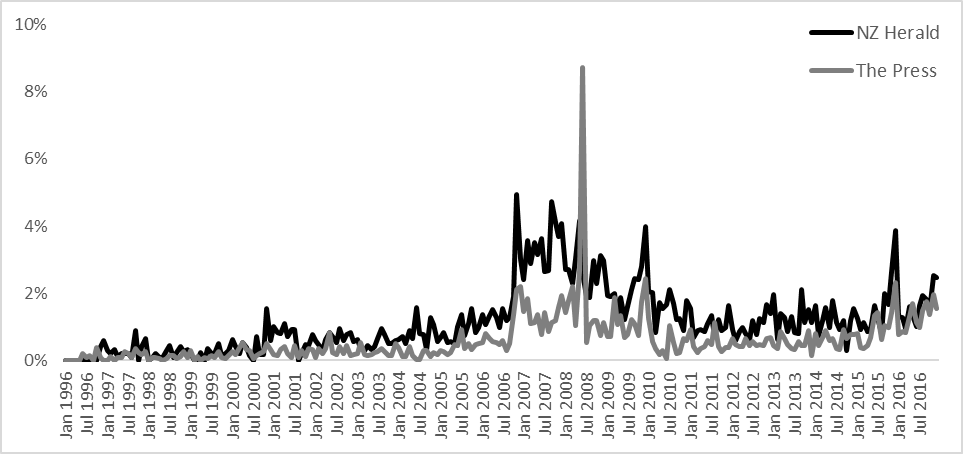 10%
NZ Herald
The Press
8%
6%
4%
2%
0%
Jan 1996
Jul 1996
Jan 1997
Jul 1997
Jan 1998
Jul 1998
Jan 1999
Jul 1999
Jan 2000
Jul 2000
Jan 2001
Jul 2001
Jan 2002
Jul 2002
Jan 2003
Jul 2003
Jan 2004
Jul 2004
Jan 2005
Jul 2005
Jan 2006
Jul 2006
Jan 2007
Jul 2007
Jan 2008
Jul 2008
Jan 2009
Jul 2009
Jan 2010
Jul 2010
Jan 2011
Jul 2011
Jan 2012
Jul 2012
Jan 2013
Jul 2013
Jan 2014
Jul 2014
Jan 2015
Jul 2015
Jan 2016
Jul 2016